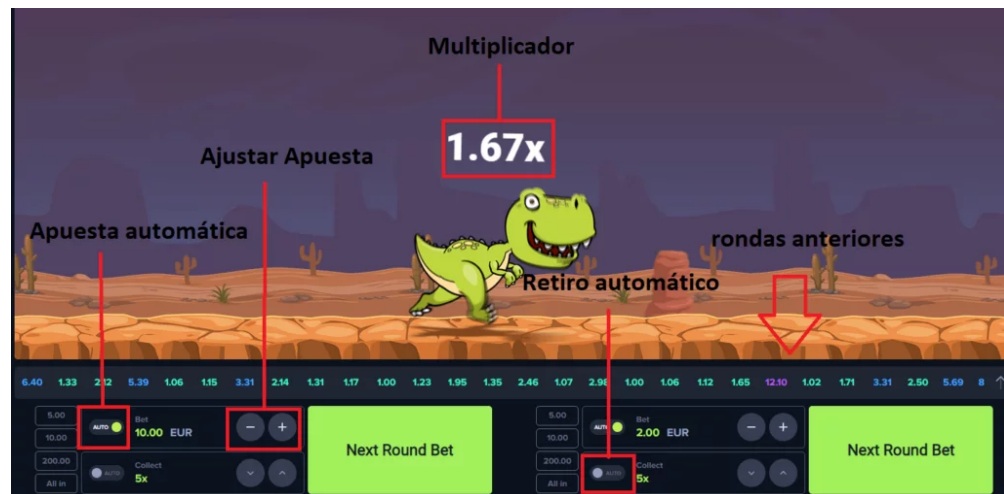 Multiplicador
1.67x
Ajustar Apuesta
Apuesta automática
rondas anteriores
Retiro automático
6.40 1.33 2.12 5.39 1.06 1.15 3.31 2.14 1.31 1.17 1.00 1.23 1.95 1.35 2.46 1.07 2.98 1.00 1.06 1.12 1.65 12.10 1.02 1.71 3.31 2.50 5.69 8
5.00
10.00
AUTO
Bet
10.00 EUR
- +
200.00
All in
AUTO
Collect
5x
Next Round Bet
5.00
10.00
AUTO
Bet
2.00 EUR
- +
200.00
All in
AUTO
Collect
5x
Next Round Bet